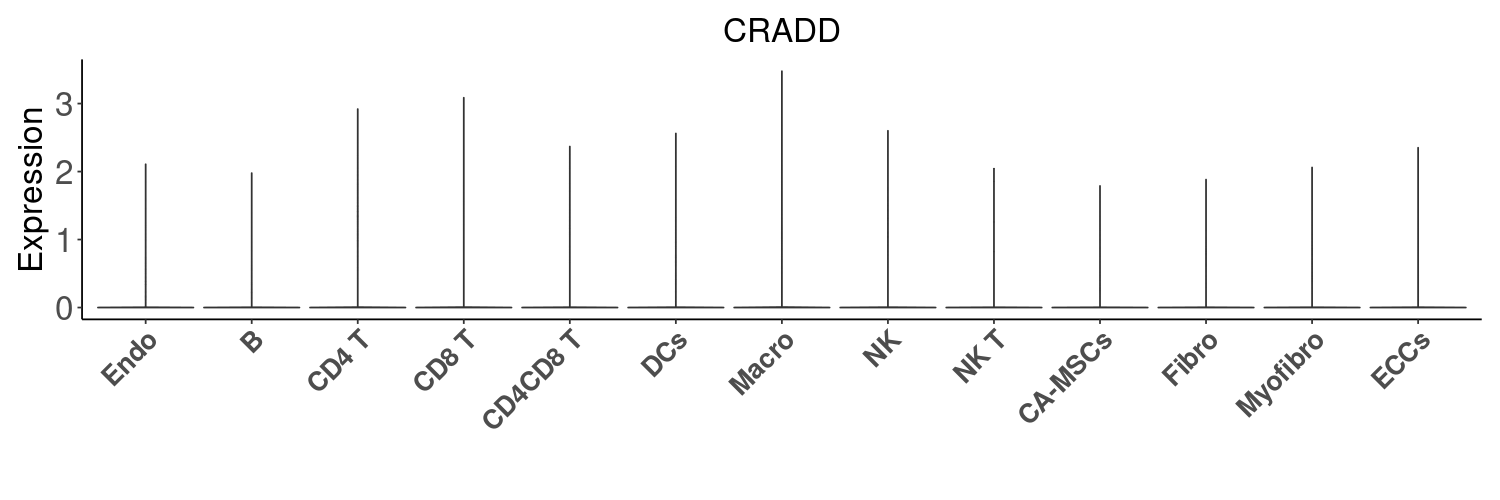 CRADD
Expression
3
2
1
0
Endo
B
CD4 T
CD8 T
CD4CD8 T
DCs
Macro
NK
NK T
CA-MSCs
Fibro
Myofibro
ECCs